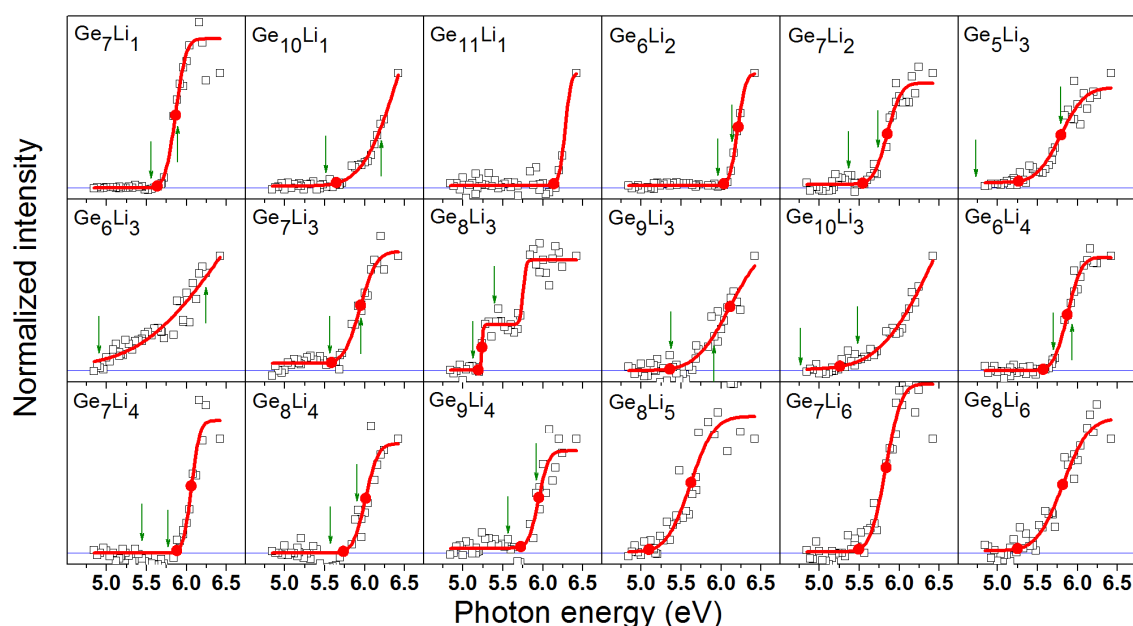 Normalized intensity
Ge7Li1 Ge10Li1 Ge11Li1 Ge6Li2 Ge7Li2 Ge5Li3
Ge6Li3 Ge7Li3 Ge8Li3 Ge9Li3 Ge10Li3 Ge6Li4
Ge7Li4 Ge8Li4 Ge9Li4 Ge8Li5 Ge7Li6 Ge8Li6
5.0 5.5 6.0 6.5 5.0 5.5 6.0 6.5 5.0 5.5 6.0 6.5 5.0 5.5 6.0 6.5 5.0 5.5 6.0 6.5 5.0 5.5 6.0 6.5
Photon energy (eV)